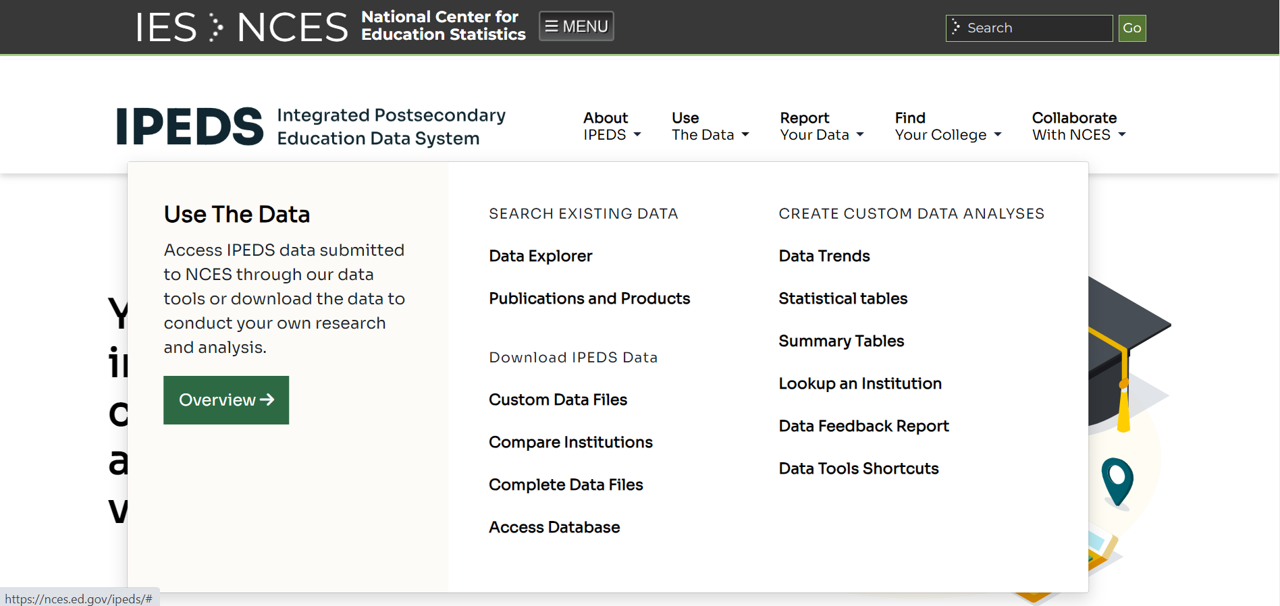 IES NCES National Center for Education Statistics
☰ MENU
Search
Go
IPEDS
Integrated Postsecondary
Education Data System
About
IPEDS
Use
The Data
Report
Your Data
Find
Your College
Collaborate
With NCES
Use The Data
Access IPEDS data submitted
to NCES through our data
tools or download the data to
conduct your own research
and analysis.
Overview →
SEARCH EXISTING DATA
Data Explorer
Publications and Products
Download IPEDS Data
Custom Data Files
Compare Institutions
Complete Data Files
Access Database
CREATE CUSTOM DATA ANALYSES
Data Trends
Statistical tables
Summary Tables
Lookup an Institution
Data Feedback Report
Data Tools Shortcuts
https://nces.ed.gov/ipeds/#